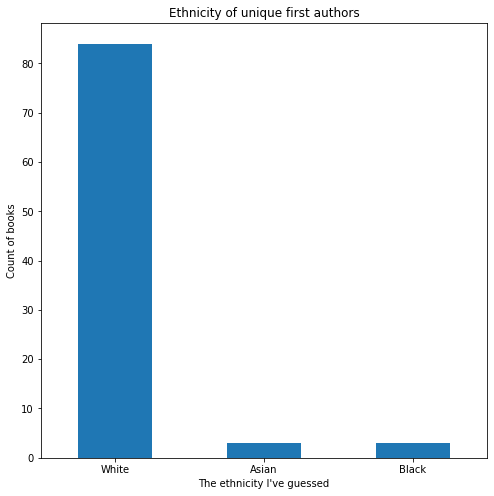 Ethnicity of unique first authors
80
70
60
50
40
30
20
10
0
Count of books
White Asian Black
The ethnicity I've guessed